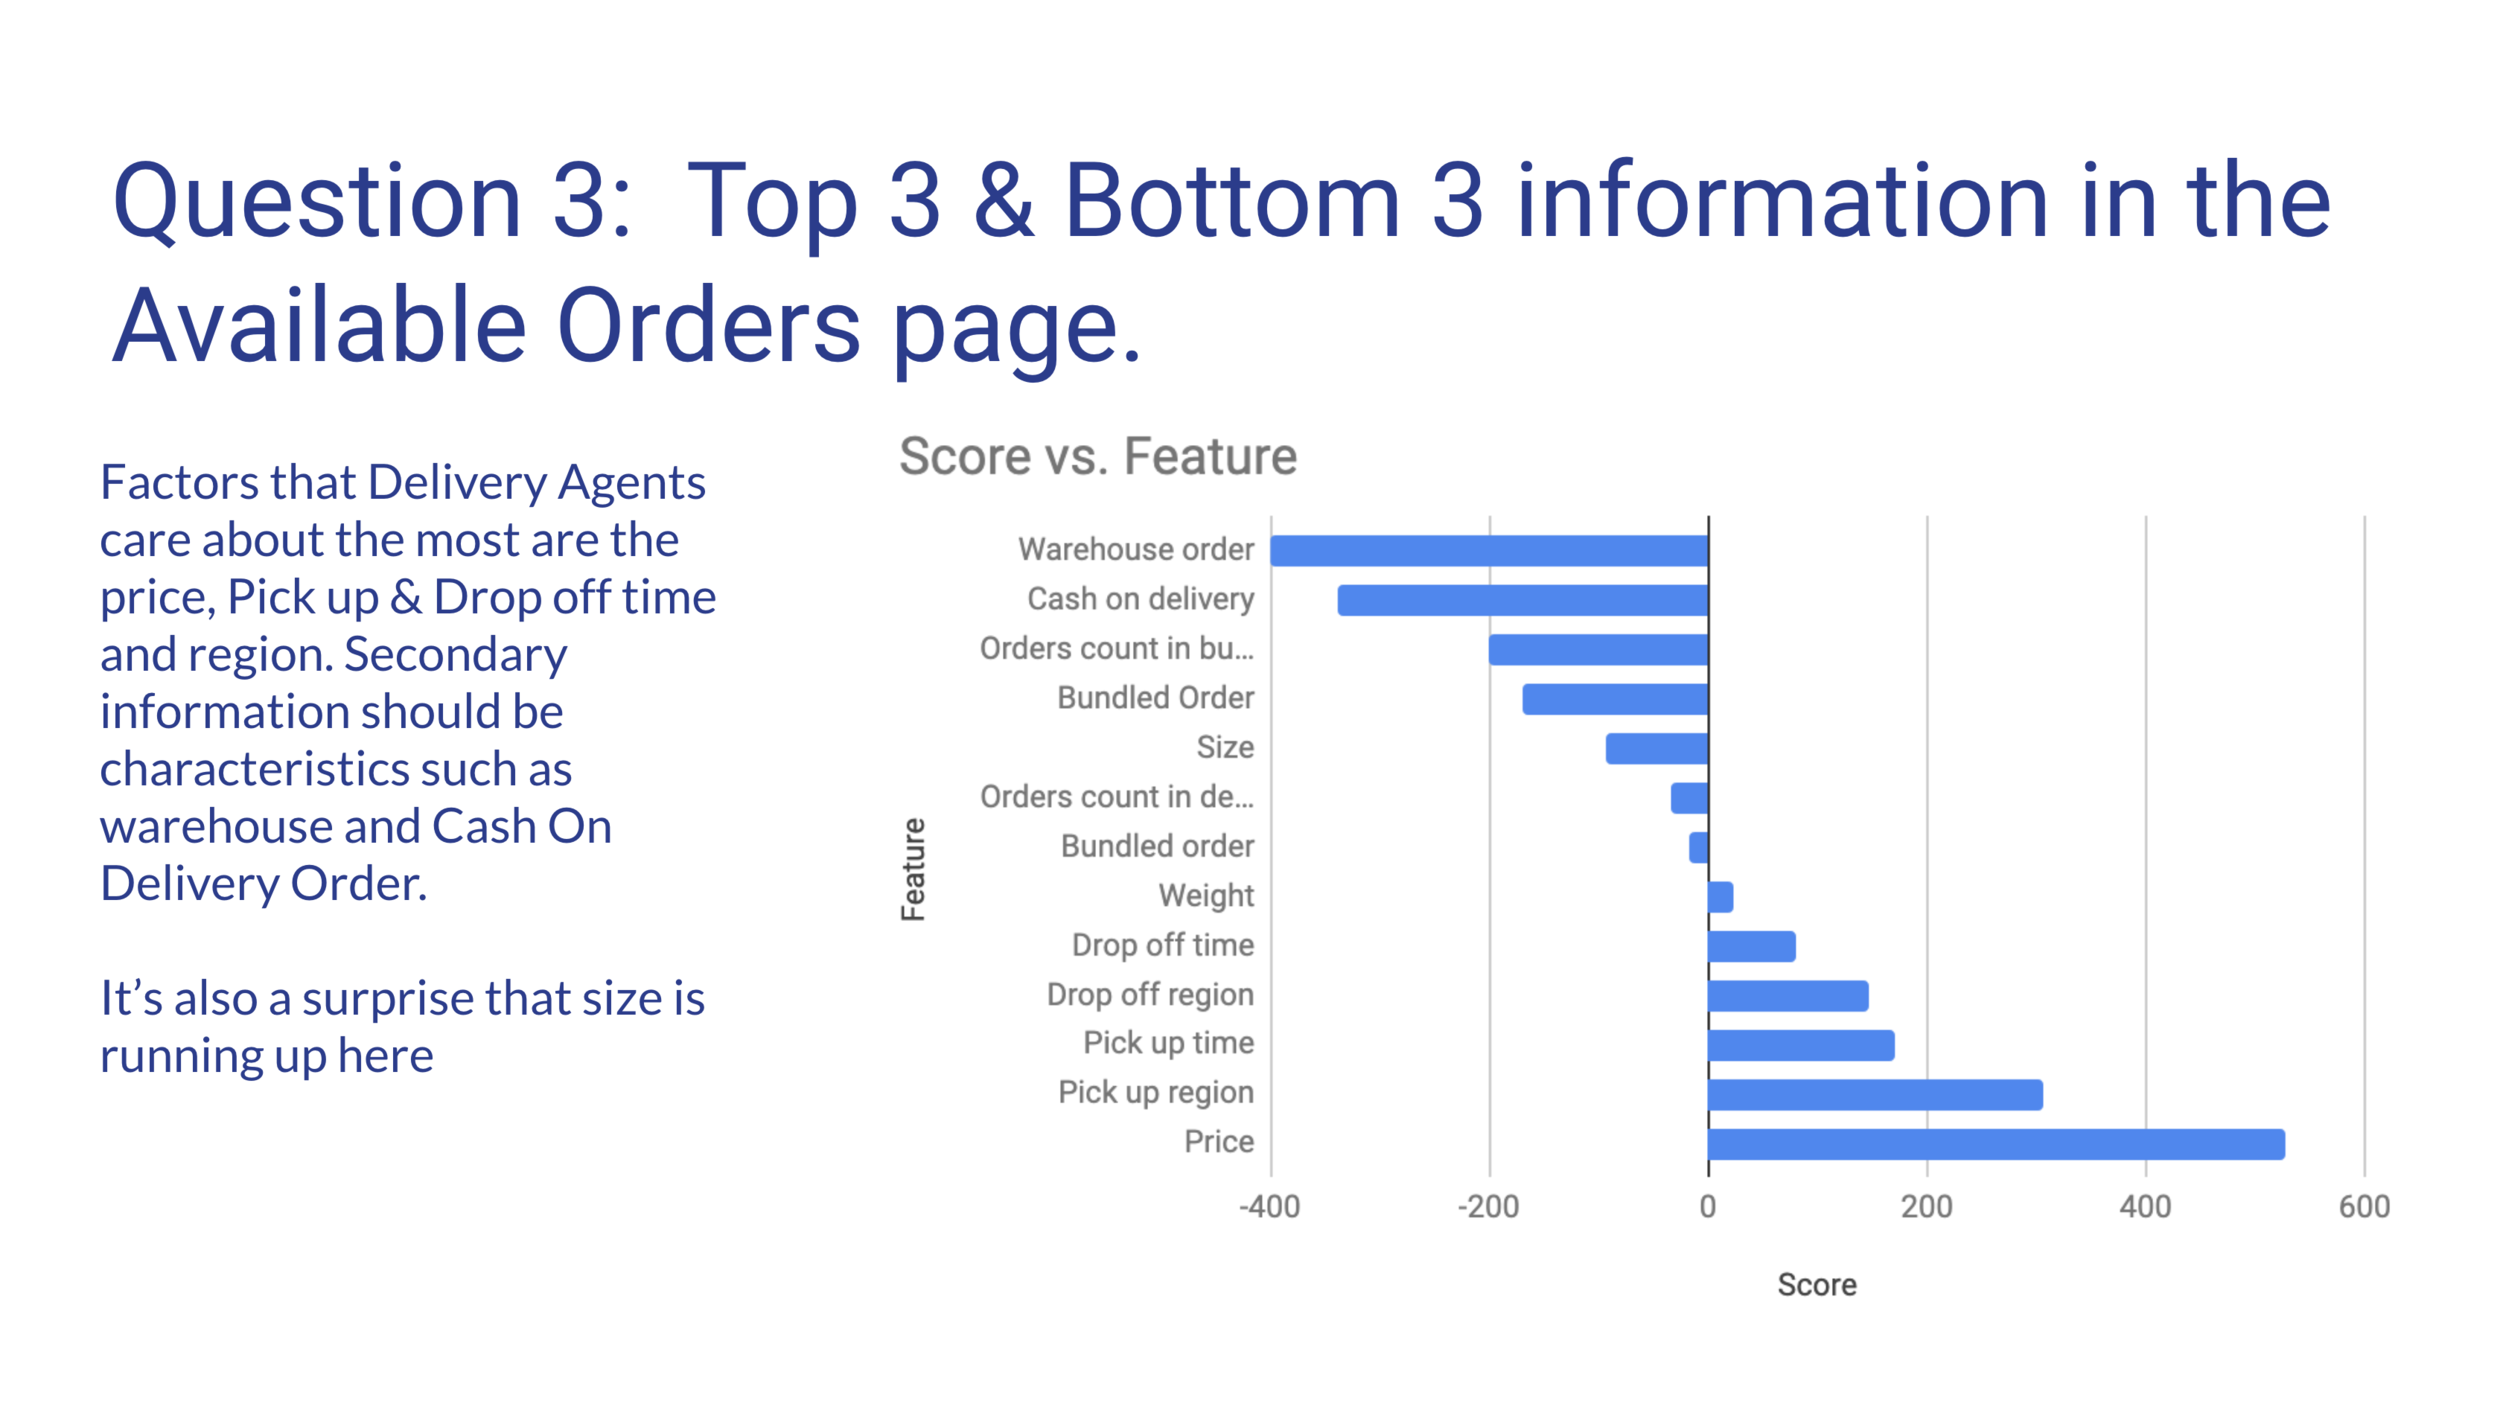 Question 3:  Top 3 & Bottom 3 information in the
Available Orders page.
Factors that Delivery Agents
care about the most are the
price, Pick up & Drop off time
and region. Secondary
information should be
characteristics such as
warehouse and Cash On
Delivery Order.
It’s also a surprise that size is
running up here
Score vs. Feature
Feature
Warehouse order
Cash on delivery
Orders count in bu...
Bundled Order
Size
Orders count in de...
Bundled order
Weight
Drop off time
Drop off region
Pick up time
Pick up region
Price
-400 -200 0 200 400 600
Score